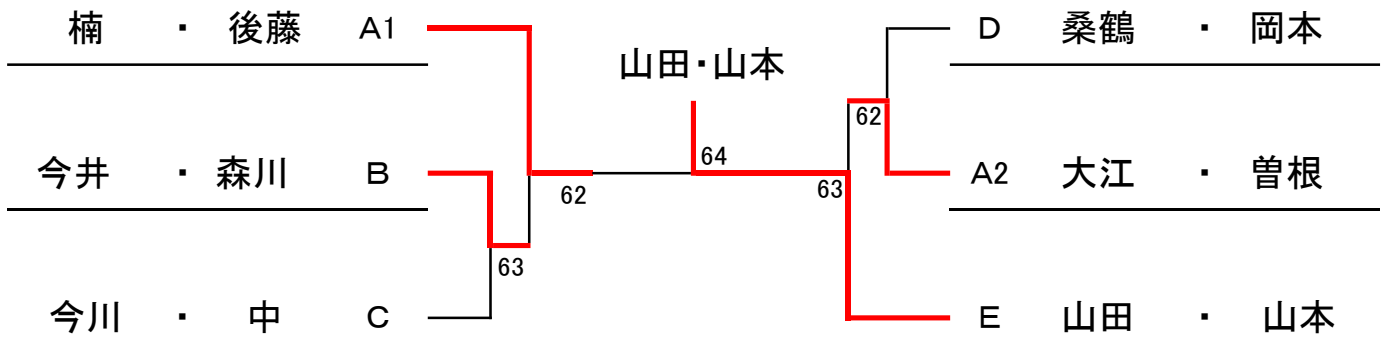 楠 ・ 後藤 A1
山田・山本
D 桑鶴 ・ 岡本
62
64
今井 ・ 森川 B
62
63
A2 大江 ・ 曽根
63
今川 ・ 中 C
E 山田 ・ 山本